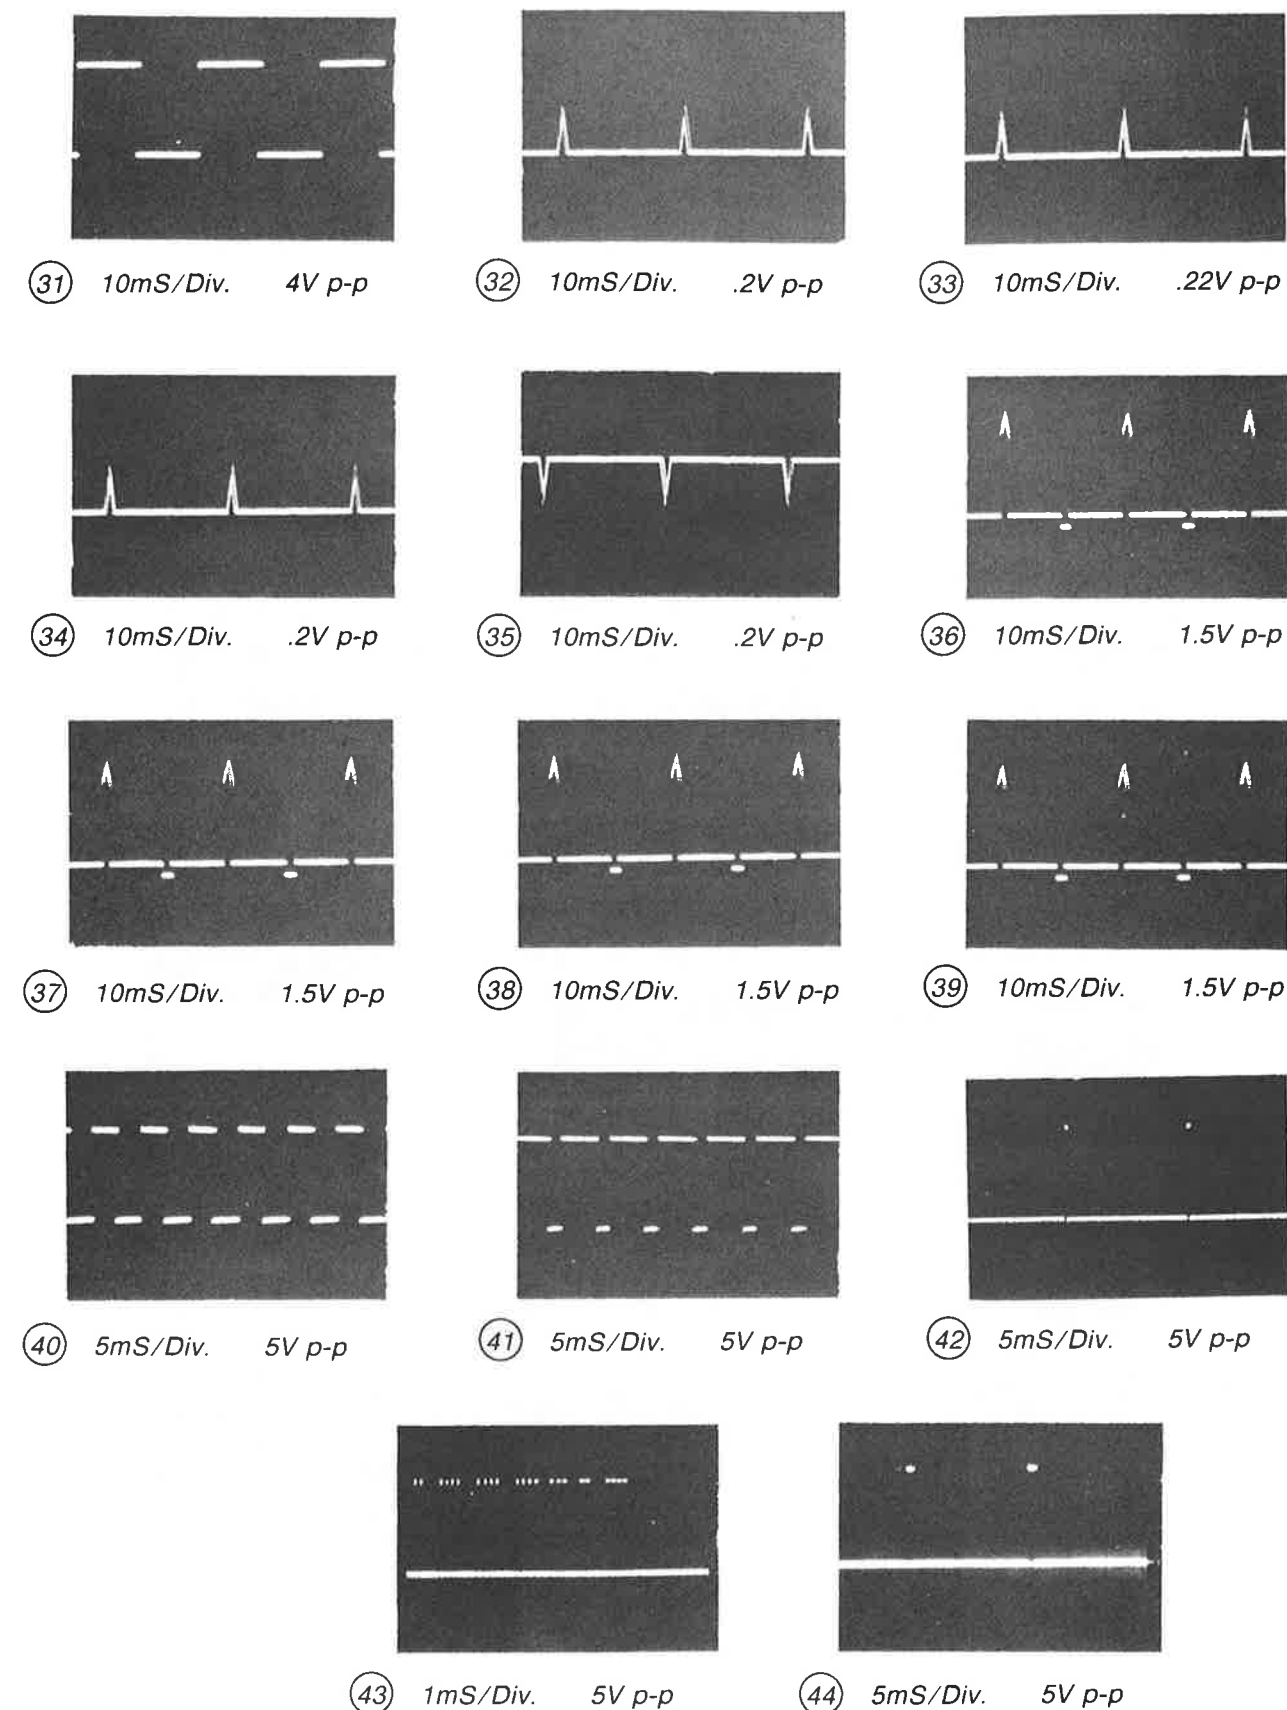 31 10mS/Div. 4V p-p
32 10mS/Div. .2V p-p
33 10mS/Div. .22V p-p
34 10mS/Div. .2V p-p
35 10mS/Div. .2V p-p
36 10mS/Div. 1.5V p-p
37 10mS/Div. 1.5V p-p
38 10mS/Div. 1.5V p-p
39 10mS/Div. 1.5V p-p
40 5mS/Div. 5V p-p
41 5mS/Div. 5V p-p
42 5mS/Div. 5V p-p
43 1mS/Div. 5V p-p
44 5mS/Div. 5V p-p